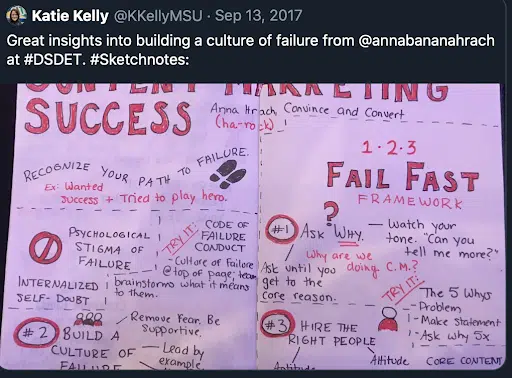 Katie Kelly @KKellyMSU · Sep 13, 2017
Great insights into building a culture of failure from @annabananahrach
at #DSDET. #Sketchnotes:
CONTENT MARKETING
SUCCESS
Anna Hrach, Convince and Convert
(ha-rock)
RECOGNIZE YOUR PATH TO FAILURE.
Ex: Wanted
success + Tried to play hero.
PSYCHOLOGICAL
STIGMA OF
FAILURE
INTERNALIZED
SELF-DOUBT
TRY IT:
CODE OF
FAILURE
CONDUCT
-Culture of Failure
@top of page; team
brainstorms what it means
to them.
#2
BUILD A
CULTURE OF
FAILURE
Remove Fear. Be
Supportive.
Lead by
example.
1·2·3
FAIL FAST
FRAMEWORK
#1
ASK WHY
Watch your
tone. "Can you
tell me more?"
Why are we
doing C.M.?
Ask until you
get to the
core reason.
TRY IT:
The 5 Whys
- Problem
- Make statement
- Ask Why 5x
#3
HIRE THE
RIGHT PEOPLE
Aptitude
Attitude
CORE CONTENT